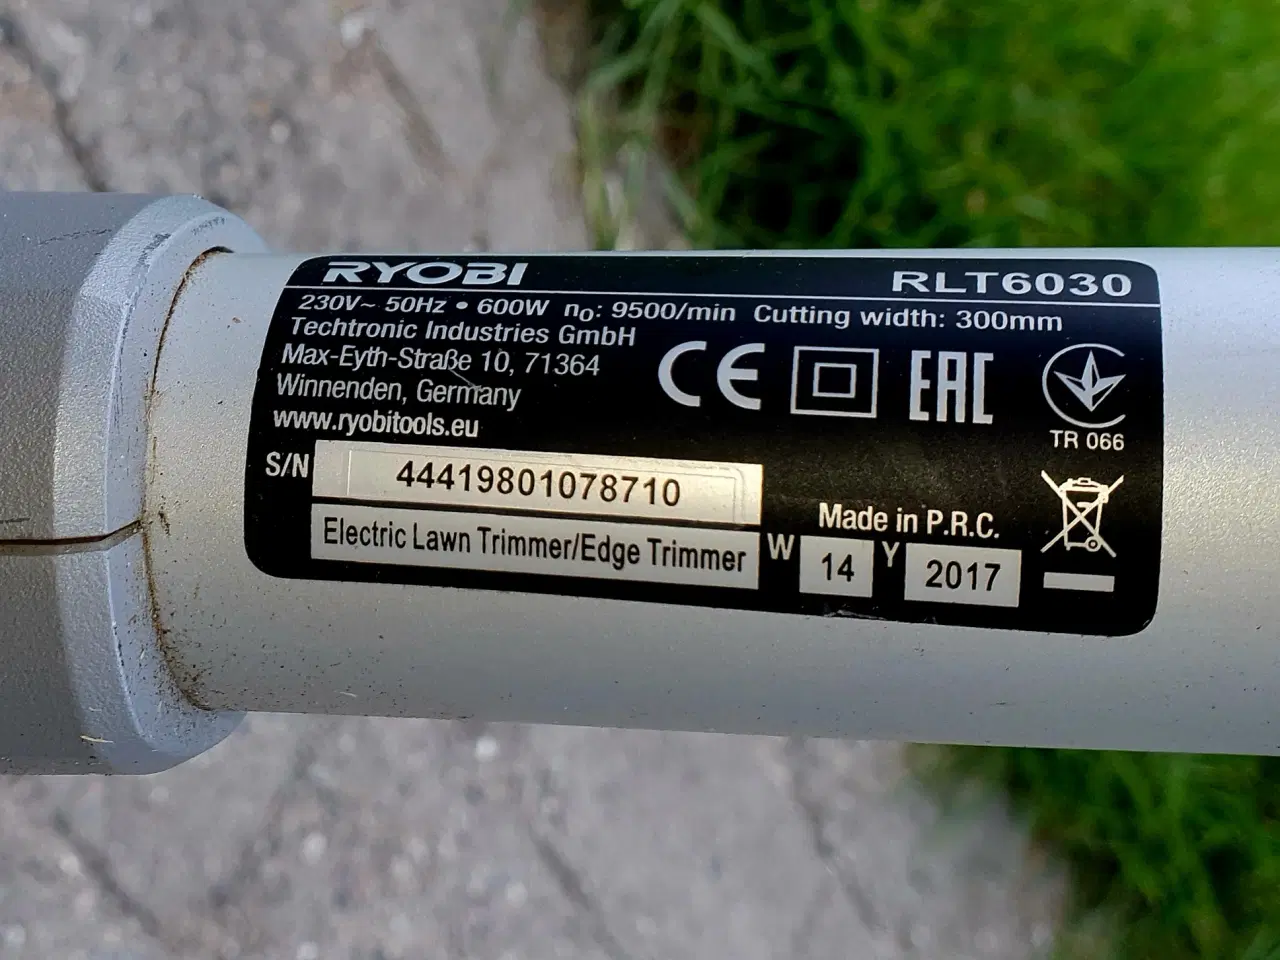 RYOBI RLT6030
230V~ 50Hz • 600W n₀: 9500/min Cutting width: 300mm
Techtronic Industries GmbH
Max-Eyth-Straße 10, 71364
Winnenden, Germany
www.ryobitools.eu
CE EAC
TR 066
S/N 44419801078710
Made in P.R.C.
Electric Lawn Trimmer/Edge Trimmer W 14 Y 2017